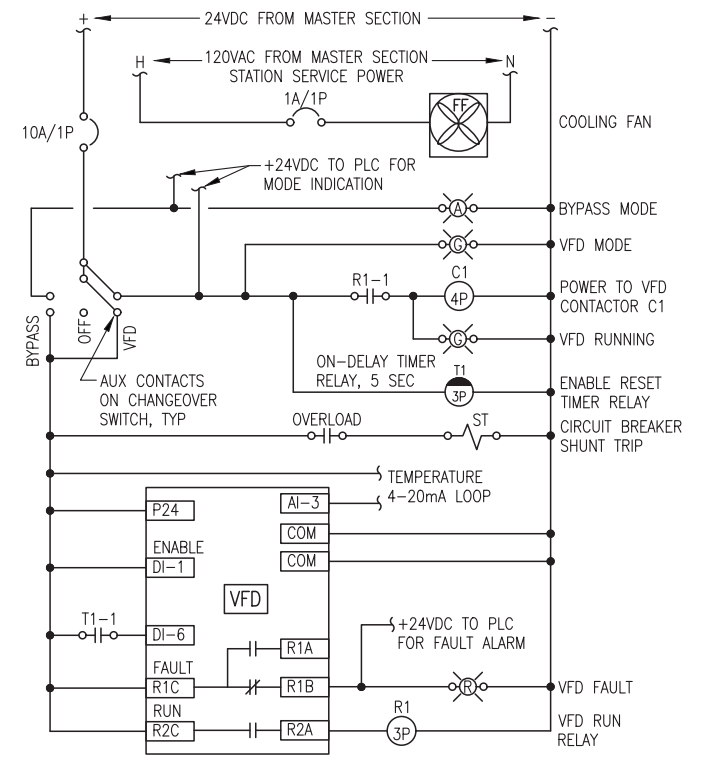 + 24VDC FROM MASTER SECTION −
H 120VAC FROM MASTER SECTION N
STATION SERVICE POWER
1A/1P
FF
10A/1P
COOLING FAN
+24VDC TO PLC FOR
MODE INDICATION
A
BYPASS MODE
G
VFD MODE
R1-1
C1
4P
POWER TO VFD
CONTACTOR C1
BYPASS
OFF
VFD
G
VFD RUNNING
ON-DELAY TIMER
RELAY, 5 SEC
T1
3P
ENABLE RESET
TIMER RELAY
AUX CONTACTS
ON CHANGEOVER
SWITCH, TYP
OVERLOAD
ST
CIRCUIT BREAKER
SHUNT TRIP
TEMPERATURE
4-20mA LOOP
P24
AI-3
COM
ENABLE
DI-1
COM
VFD
T1-1
DI-6
+24VDC TO PLC
FOR FAULT ALARM
R1A
FAULT
R1C
R1B
R
VFD FAULT
RUN
R2C
R2A
R1
3P
VFD RUN
RELAY